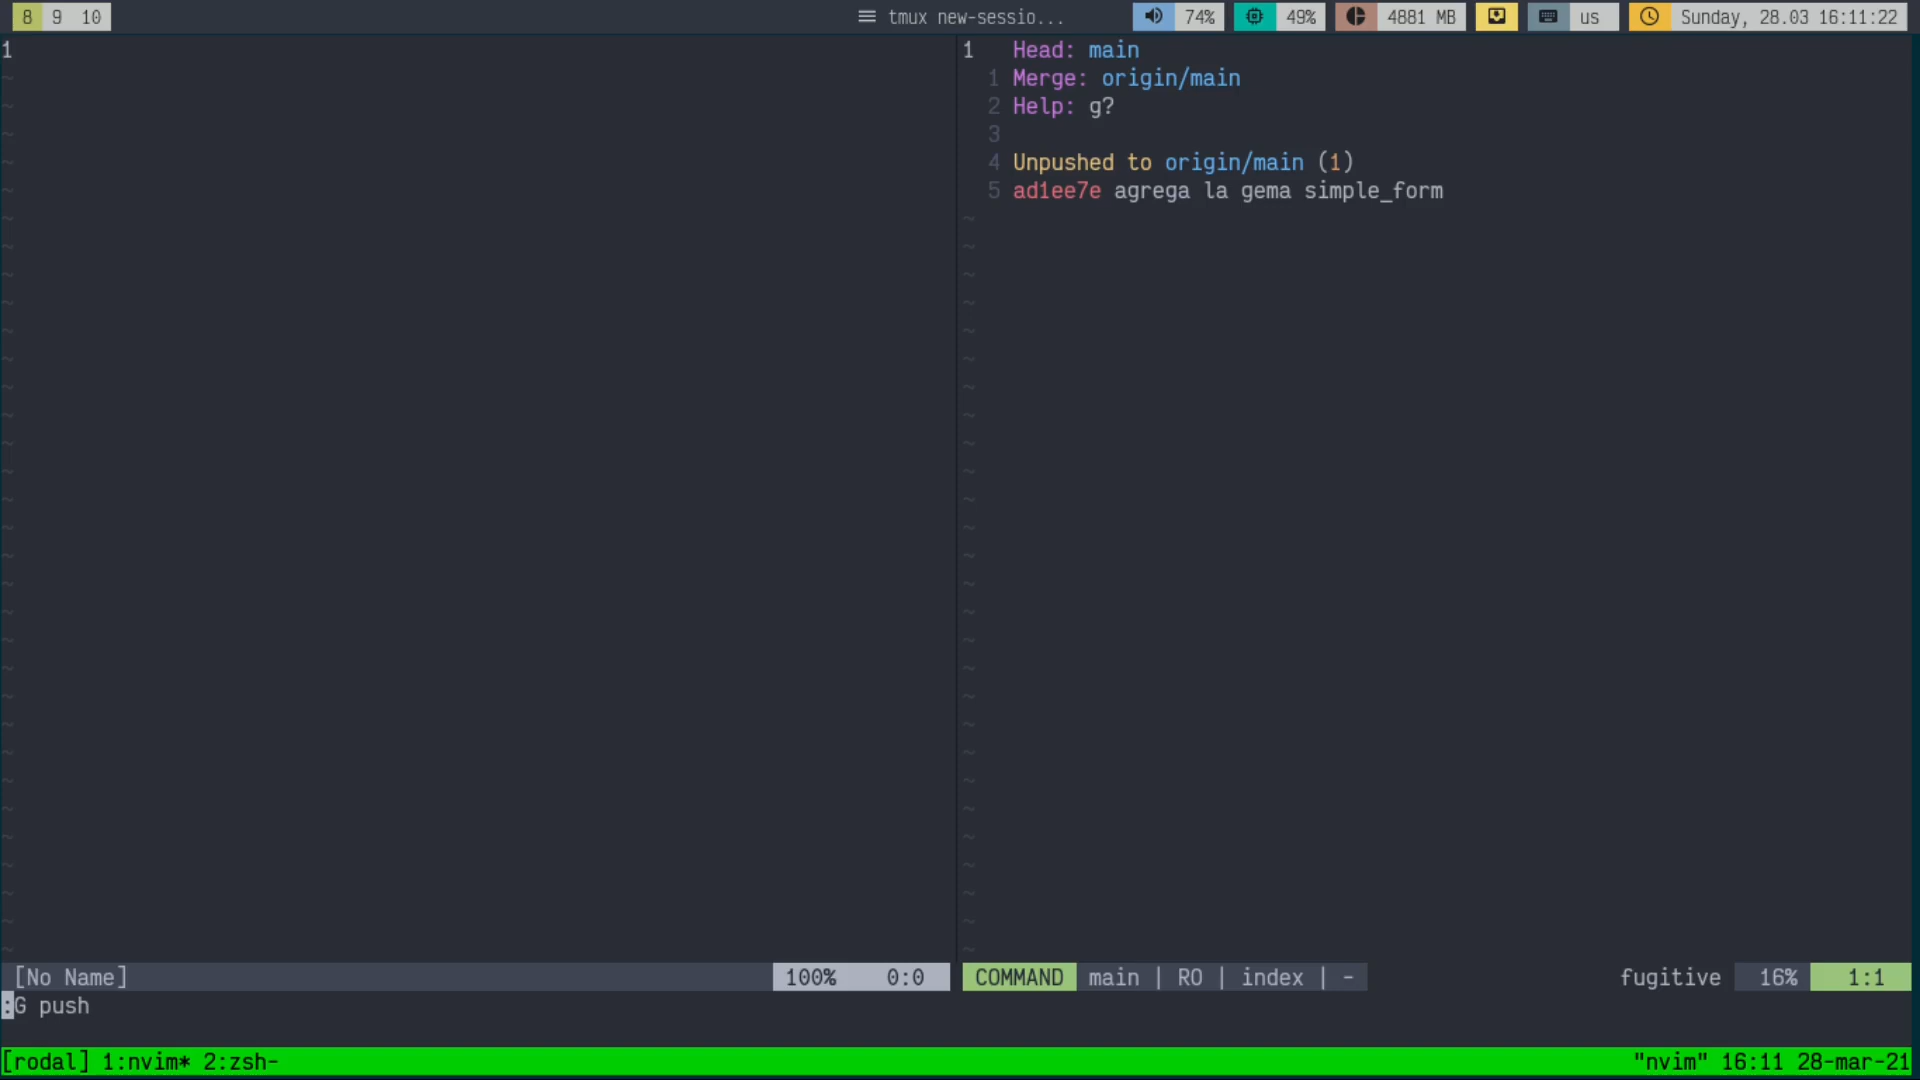 8 9 10 tmux new-sessio... 74% 49% 4881 MB us Sunday, 28.03 16:11:22
1
1 Head: main
1 Merge: origin/main
2 Help: g?
3
4 Unpushed to origin/main (1)
5 ad1ee7e agrega la gema simple_form
[No Name] 100% 0:0 COMMAND main | RO | index | - fugitive 16% 1:1
:G push
[rodal] 1:nvim* 2:zsh- "nvim" 16:11 28-mar-21